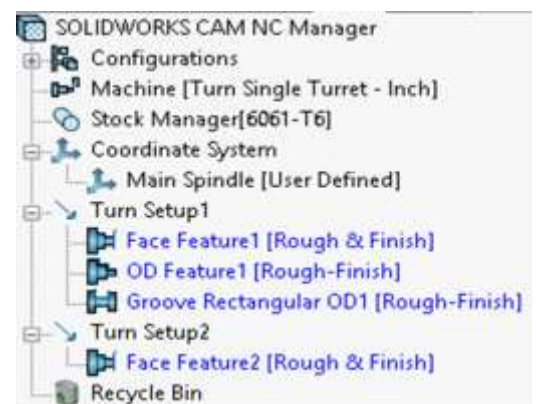 SOLIDWORKS CAM NC Manager
Configurations
Machine [Turn Single Turret - Inch]
Stock Manager[6061-T6]
Coordinate System
Main Spindle [User Defined]
Turn Setup1
Face Feature1 [Rough & Finish]
OD Feature1 [Rough-Finish]
Groove Rectangular OD1 [Rough-Finish]
Turn Setup2
Face Feature2 [Rough & Finish]
Recycle Bin